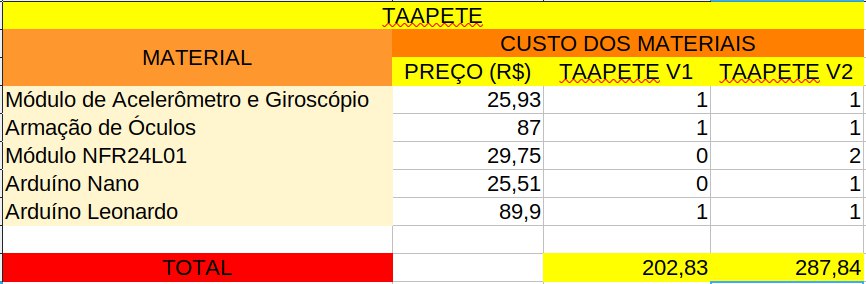 TAAPETE
MATERIAL
CUSTO DOS MATERIAIS
PREÇO (R$) TAAPETE V1 TAAPETE V2
Módulo de Acelerômetro e Giroscópio 25,93 1 1
Armação de Óculos 87 1 1
Módulo NFR24L01 29,75 0 2
Arduíno Nano 25,51 0 1
Arduíno Leonardo 89,9 1 1
TOTAL 202,83 287,84